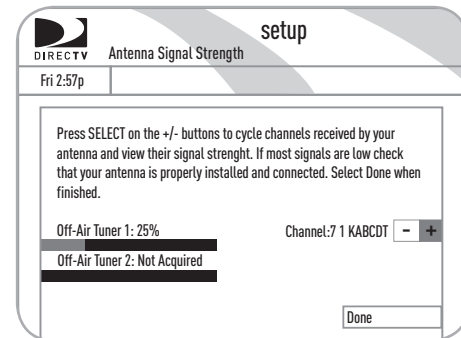 setup
DIRECTV
Antenna Signal Strength
Fri 2:57p
Press SELECT on the +/- buttons to cycle channels received by your
antenna and view their signal strenght. If most signals are low check
that your antenna is properly installed and connected. Select Done when
finished.
Off-Air Tuner 1: 25%
Channel:7 1 KABCDT - +
Off-Air Tuner 2: Not Acquired
Done